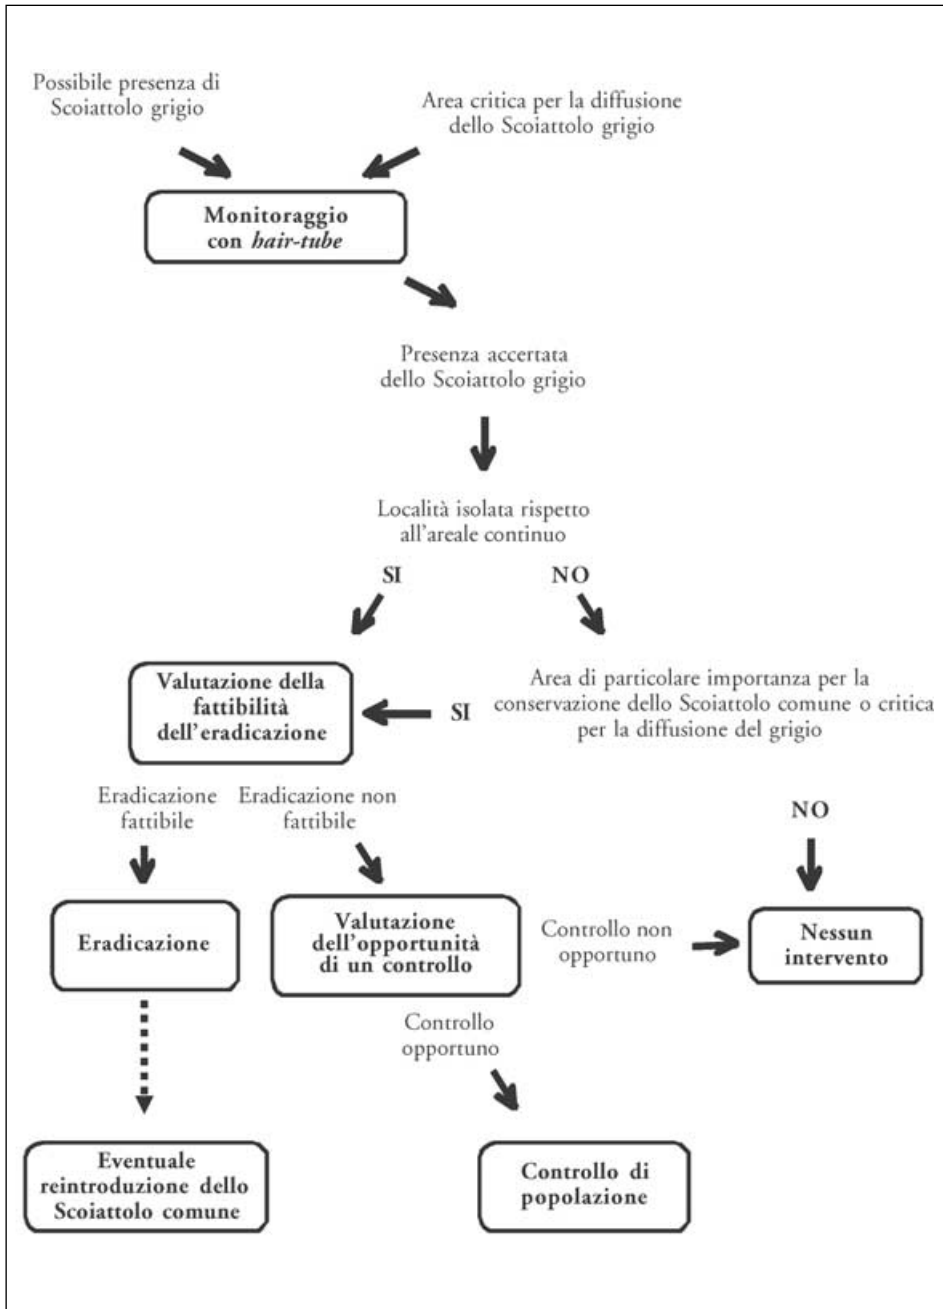 Possibile presenza di
Scoiattolo grigio
Area critica per la diffusione
dello Scoiattolo grigio
Monitoraggio
con hair-tube
Presenza accertata
dello Scoiattolo grigio
Località isolata rispetto
all'areale continuo
SI
NO
Valutazione della
fattibilità
dell'eradicazione
SI
Area di particolare importanza per la
conservazione dello Scoiattolo comune o critica
per la diffusione del grigio
Eradicazione
fattibile
Eradicazione non
fattibile
NO
Eradicazione
Valutazione
dell'opportunità
di un controllo
Controllo non
opportuno
Nessun
intervento
Controllo
opportuno
Eventuale
reintroduzione dello
Scoiattolo comune
Controllo di
popolazione